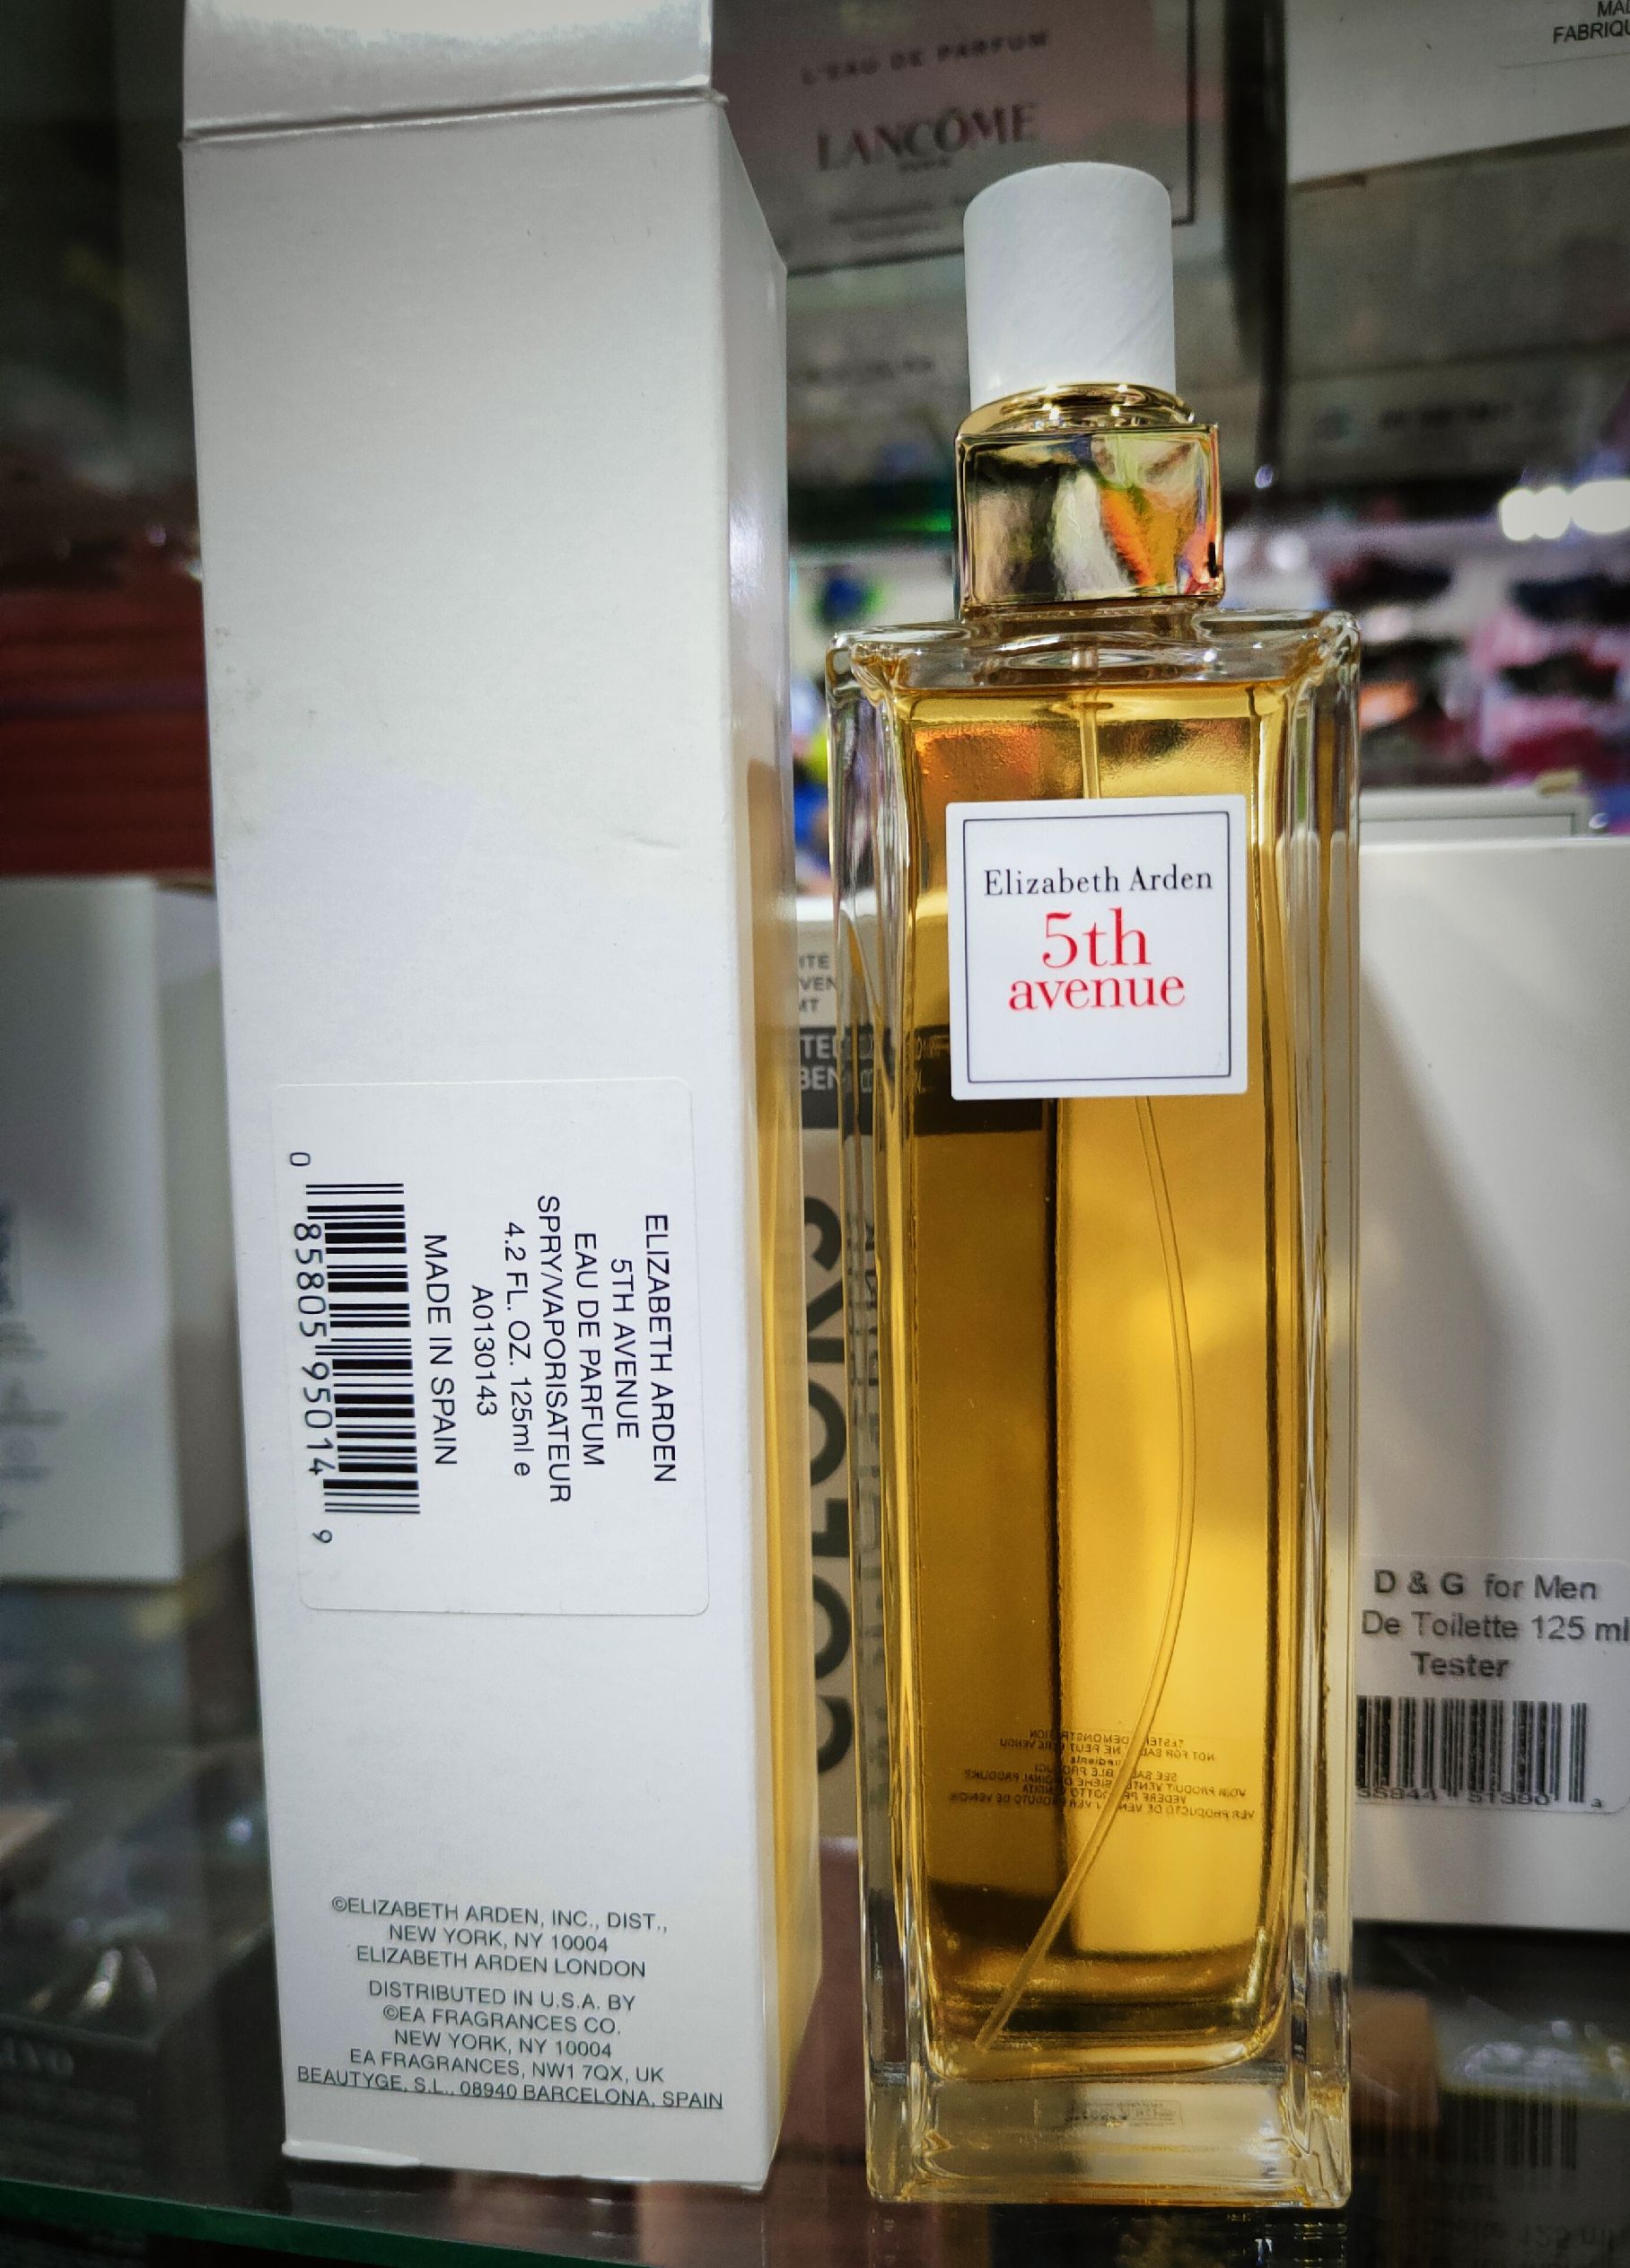 L'EAU DE PARFUM
LANCÔME
PARIS
FABRIQU
Elizabeth Arden
5th
avenue
ELIZABETH ARDEN
5TH AVENUE
EAU DE PARFUM
SPRY/VAPORISATEUR
4.2 FL. OZ. 125ml e
A0130143
MADE IN SPAIN
0 85805 95014 9
©ELIZABETH ARDEN, INC., DIST.,
NEW YORK, NY 10004
ELIZABETH ARDEN LONDON
DISTRIBUTED IN U.S.A. BY
©EA FRAGRANCES CO.
NEW YORK, NY 10004
EA FRAGRANCES, NW1 7QX, UK
BEAUTYGE, S.L., 08940 BARCELONA, SPAIN
COLORS
D & G for Men
De Toilette 125 ml
Tester